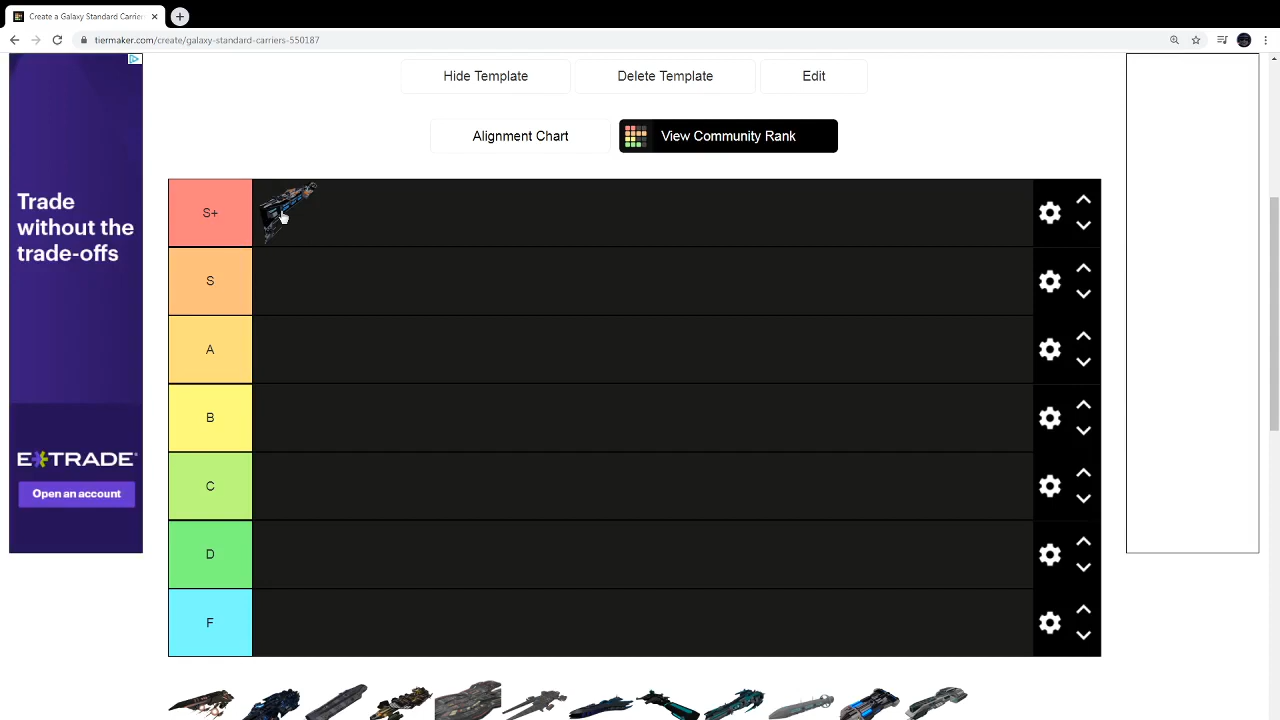 Create a Galaxy Standard Carrier
tiermaker.com/create/galaxy-standard-carriers-550187
Hide Template
Delete Template
Edit
Alignment Chart
View Community Rank
Trade
without the
trade-offs
E*TRADE
Open an account
S+
S
A
B
C
D
F